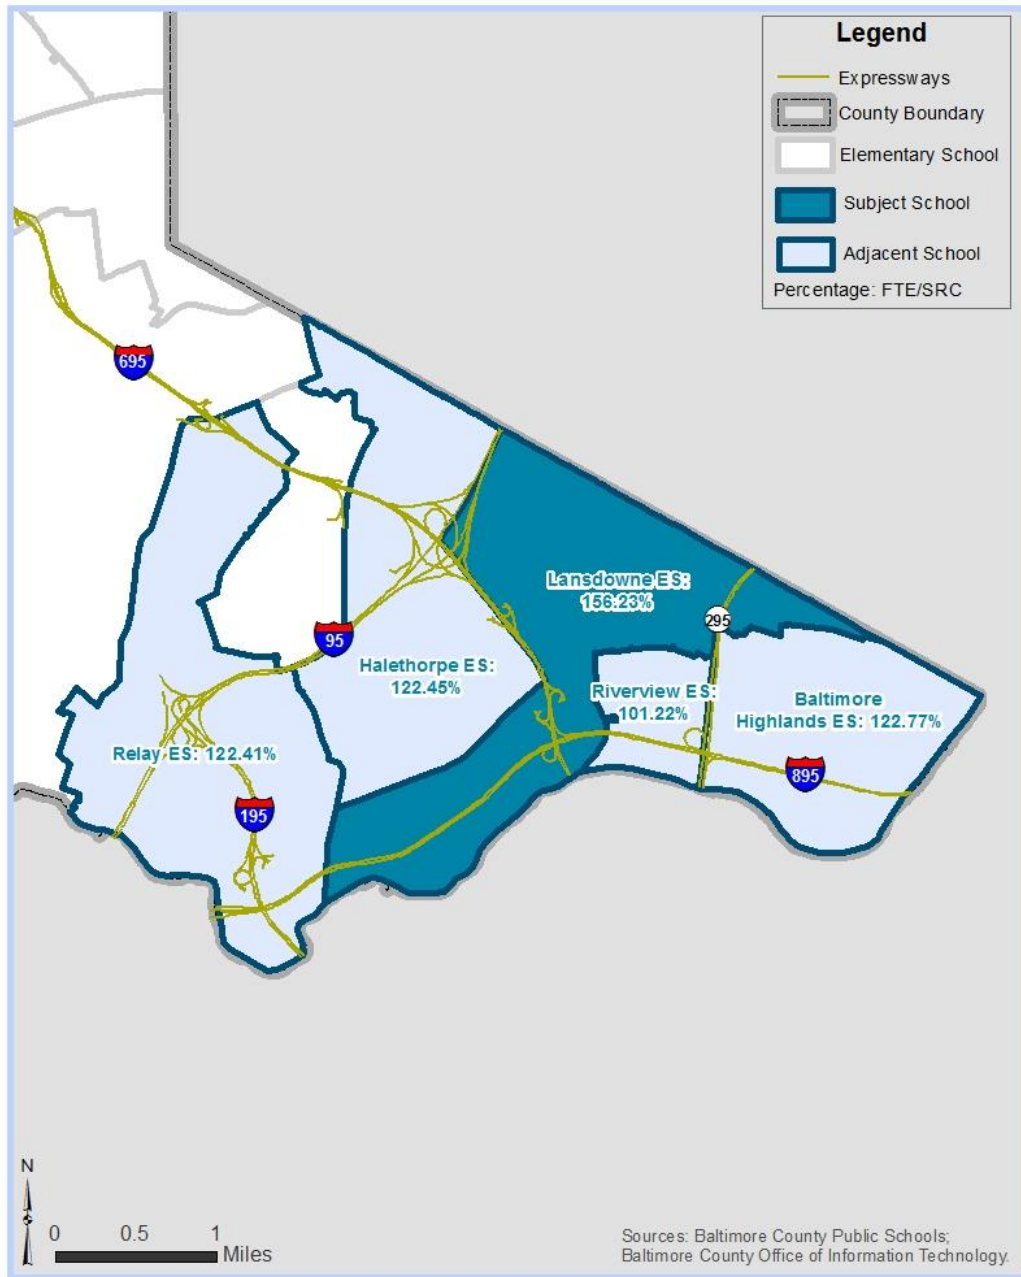 Legend
Expressways
County Boundary
Elementary School
Subject School
Adjacent School
Percentage: FTE/SRC
695
Lansdowne ES:
156.23%
295
95
Halethorpe ES:
122.45%
Riverview ES:
101.22%
Baltimore
Highlands ES: 122.77%
Relay ES: 122.41%
895
195
N
0 0.5 1
Miles
Sources: Baltimore County Public Schools;
Baltimore County Office of Information Technology.